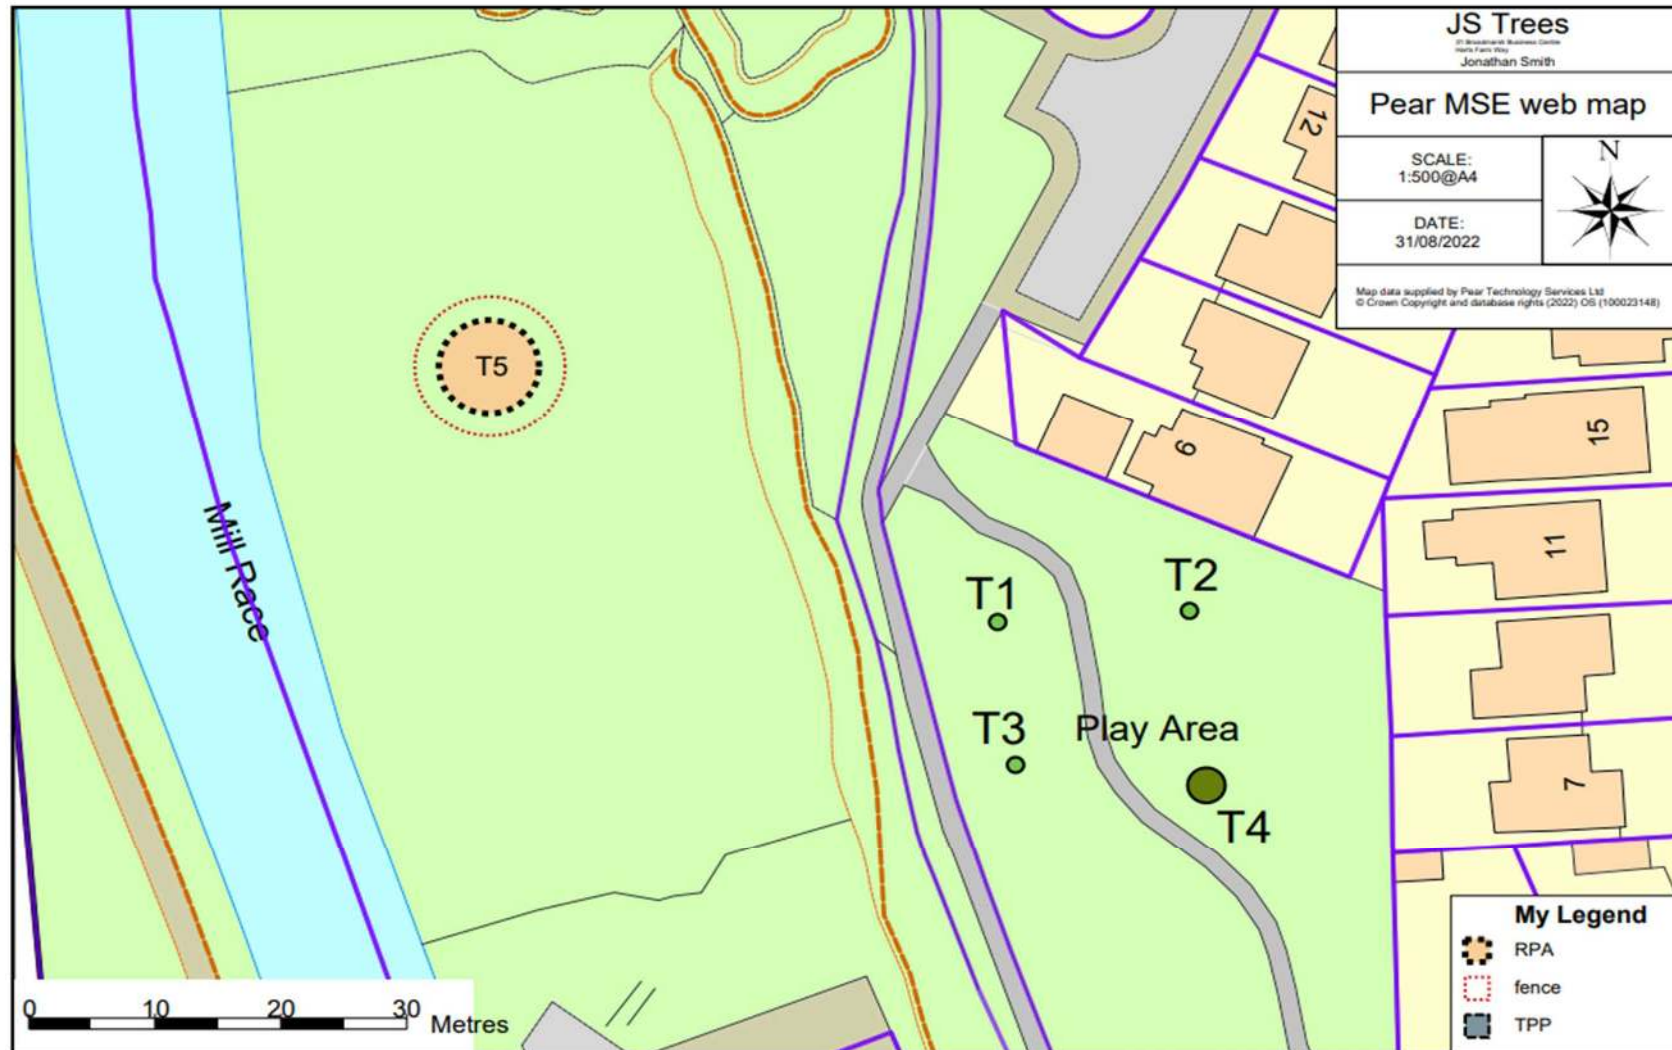 JS Trees
Jonathan Smith
Pear MSE web map
SCALE:
1:500@A4
N
DATE:
31/08/2022
Map data supplied by Pear Technology Services Ltd
© Crown Copyright and database rights (2022) OS (100023148)
12
T5
9
15
Mill Race
11
T1
T2
T3
Play Area
7
T4
My Legend
RPA
fence
TPP
0 10 20 30
Metres